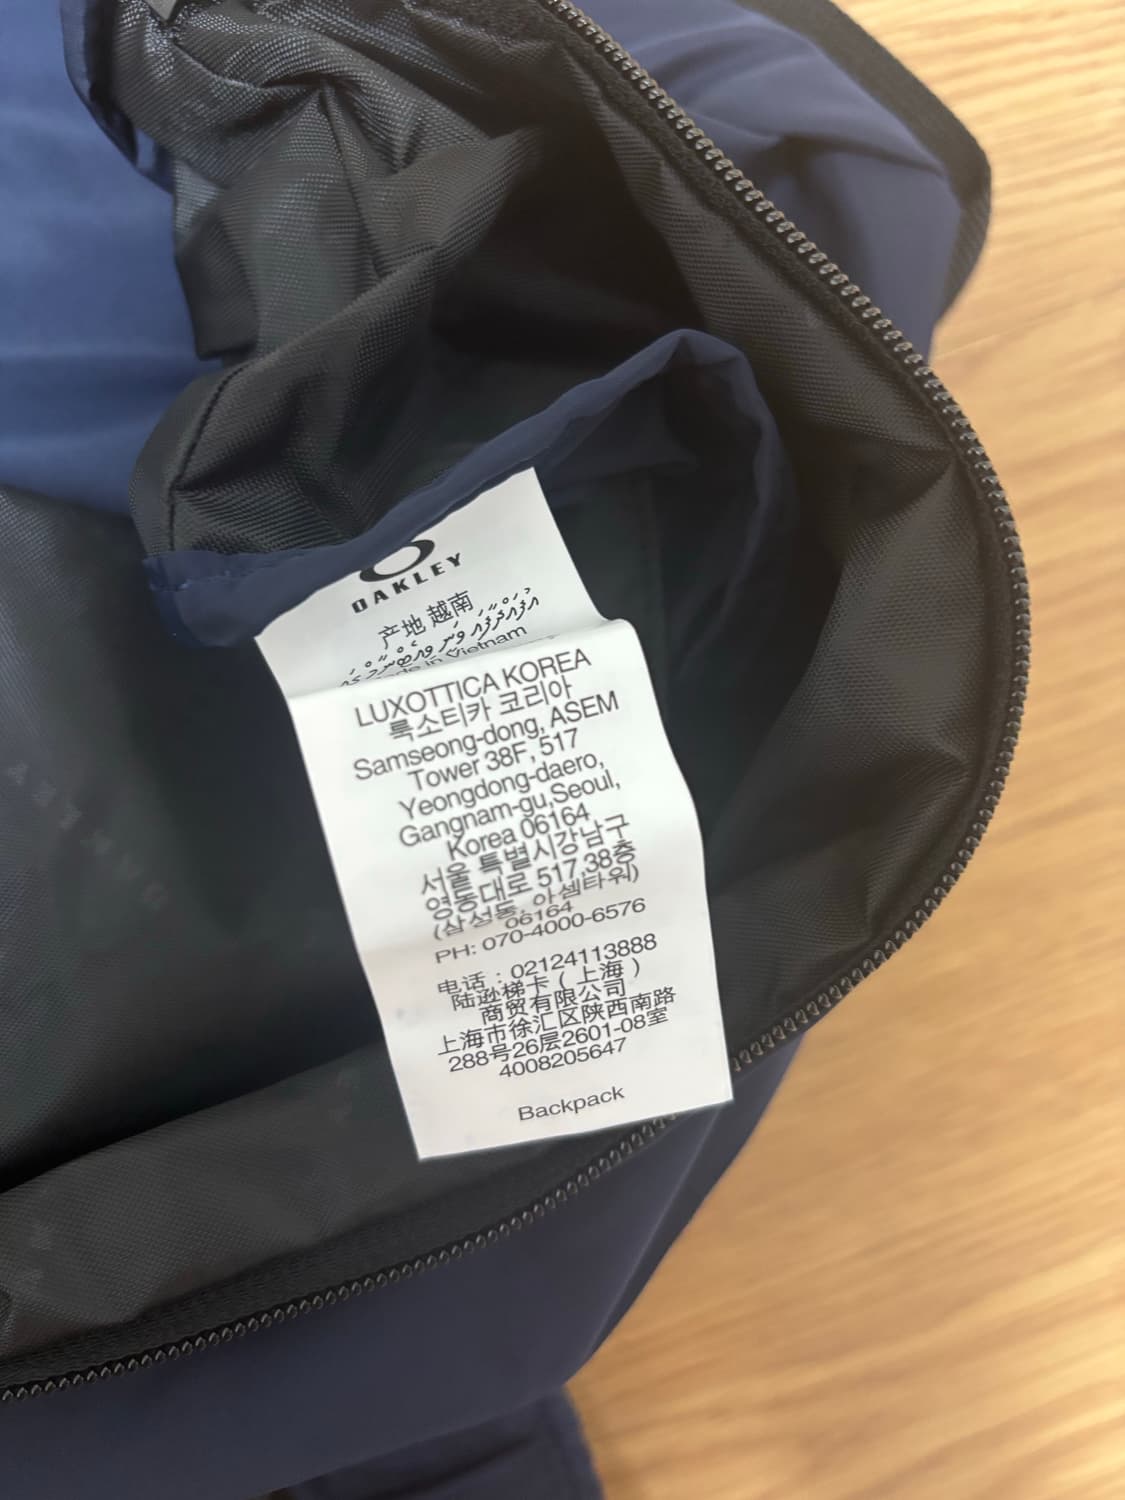 OAKLEY
产地 越南
Made in Vietnam
LUXOTTICA KOREA
룩소티카 코리아
Samseong-dong, ASEM
Tower 38F, 517
Yeongdong-daero,
Gangnam-gu,Seoul,
Korea 06164
서울 특별시강남구
영동대로 517,38층
(삼성동, 아셈타워)
06164
PH: 070-4000-6576
电话 : 02124113888
陆逊梯卡 ( 上海 )
商贸有限公司
上海市徐汇区陕西南路
288号26层2601-08室
4008205647
Backpack